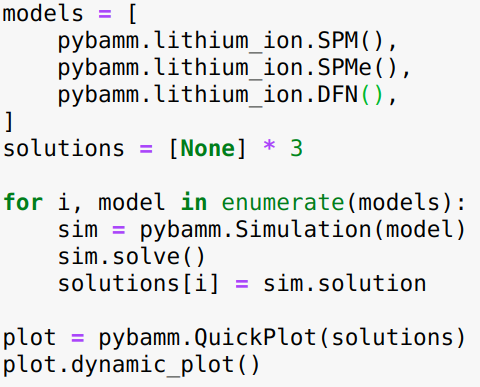 models = [
    pybamm.lithium_ion.SPM(),
    pybamm.lithium_ion.SPMe(),
    pybamm.lithium_ion.DFN(),
]
solutions = [None] * 3

for i, model in enumerate(models):
    sim = pybamm.Simulation(model)
    sim.solve()
    solutions[i] = sim.solution

plot = pybamm.QuickPlot(solutions)
plot.dynamic_plot()